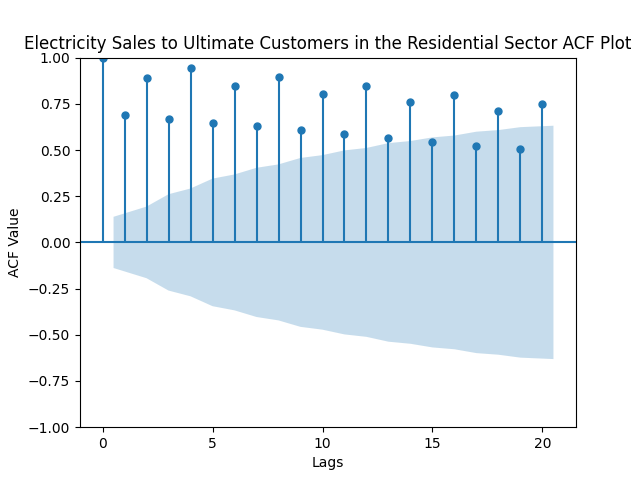 Electricity Sales to Ultimate Customers in the Residential Sector ACF Plot
1.00
0.75
0.50
0.25
0.00
−0.25
−0.50
−0.75
−1.00
ACF Value
0 5 10 15 20
Lags